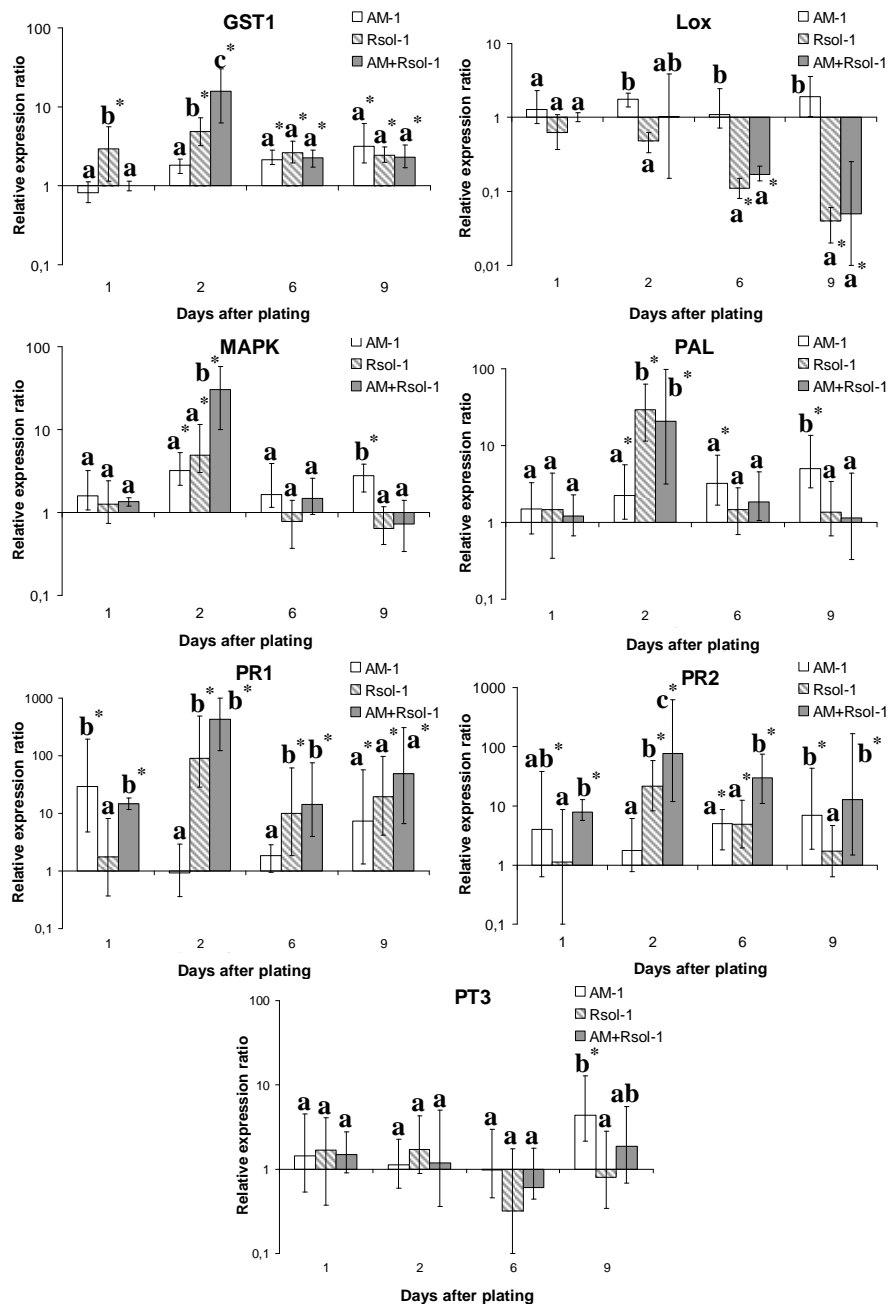 GST1
AM-1
Rsol-1
AM+Rsol-1
Relative expression ratio
100
10
1
0,1
a b* a
a b* c*
a* a* a*
a* a* a*
1 2 6 9
Days after plating
Lox
AM-1
Rsol-1
AM+Rsol-1
Relative expression ratio
10
1
0,1
0,01
a a a
b a ab
b a* a*
b a* a*
1 2 6 9
Days after plating
MAPK
AM-1
Rsol-1
AM+Rsol-1
Relative expression ratio
100
10
1
0,1
a a a
a* a* b*
a a a
b* a a
1 2 6 9
Days after plating
PAL
AM-1
Rsol-1
AM+Rsol-1
Relative expression ratio
100
10
1
0,1
a a a
a* b* b*
a* a a
b* a a
1 2 6 9
Days after plating
PR1
AM-1
Rsol-1
AM+Rsol-1
Relative expression ratio
1000
100
10
1
0,1
b* a b*
a b* b*
a b* b*
a* a* a*
1 2 6 9
Days after plating
PR2
AM-1
Rsol-1
AM+Rsol-1
Relative expression ratio
1000
100
10
1
0,1
ab* a b*
a b* c*
a* a* b*
b* a b*
1 2 6 9
Days after plating
PT3
AM-1
Rsol-1
AM+Rsol-1
Relative expression ratio
100
10
1
0,1
a a a
a a a
a a a
b* a ab
1 2 6 9
Days after plating